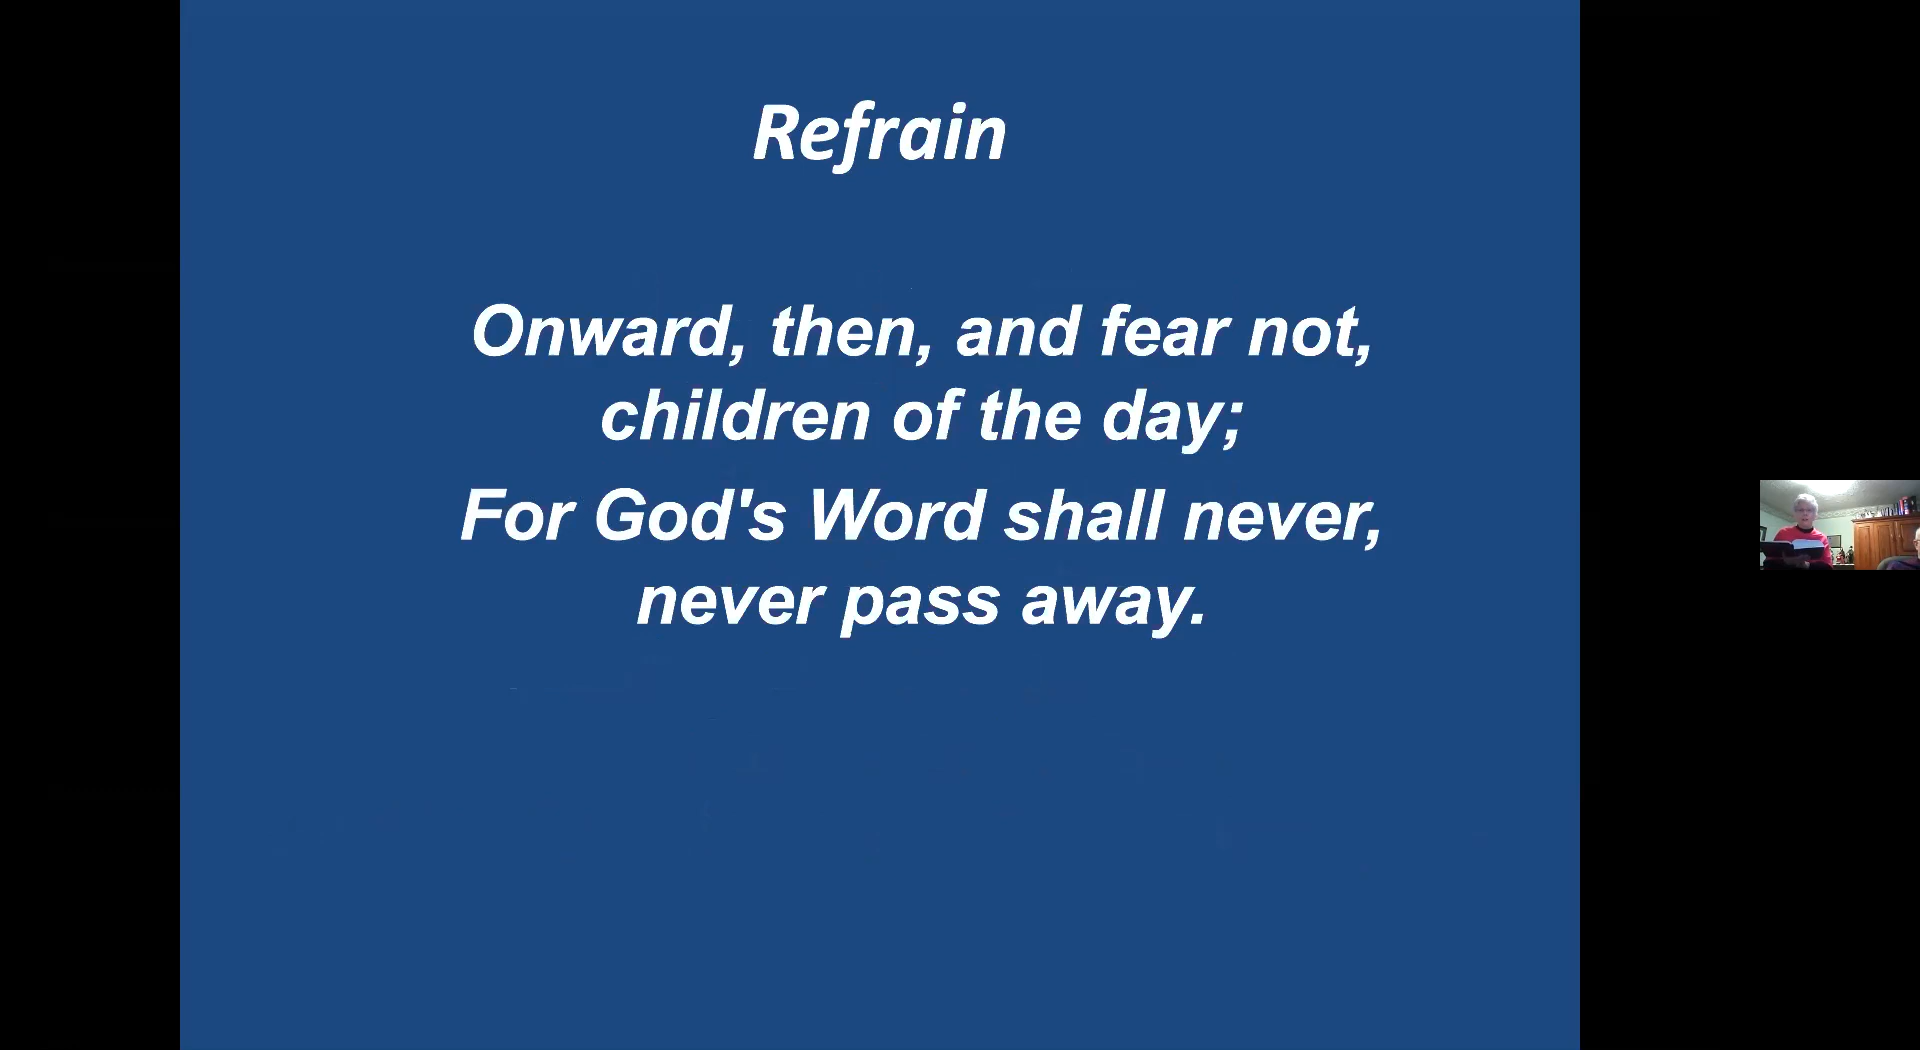 Refrain
Onward, then, and fear not,
children of the day;
For God's Word shall never,
never pass away.